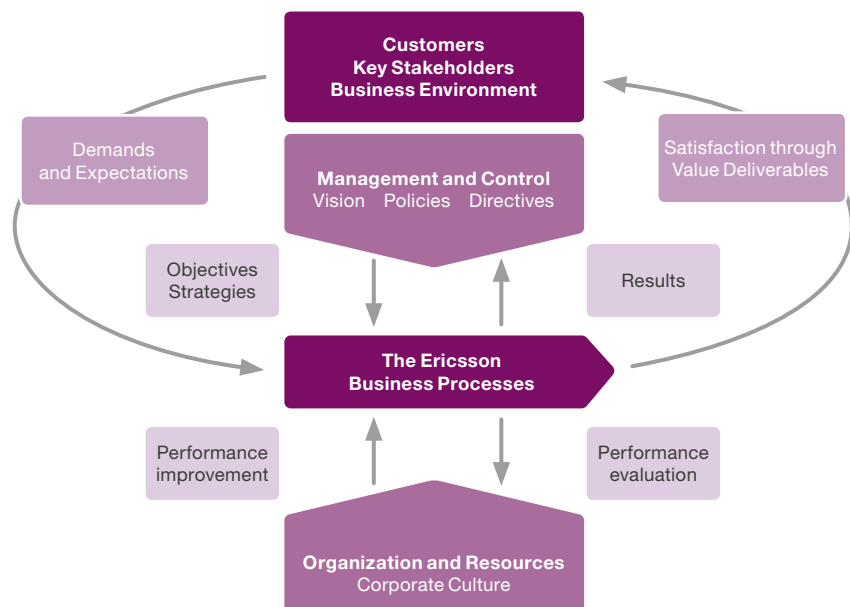 Customers
Key Stakeholders
Business Environment
Demands
and Expectations
Satisfaction through
Value Deliverables
Management and Control
Vision Policies Directives
Objectives
Strategies
Results
The Ericsson
Business Processes
Performance
improvement
Performance
evaluation
Organization and Resources
Corporate Culture